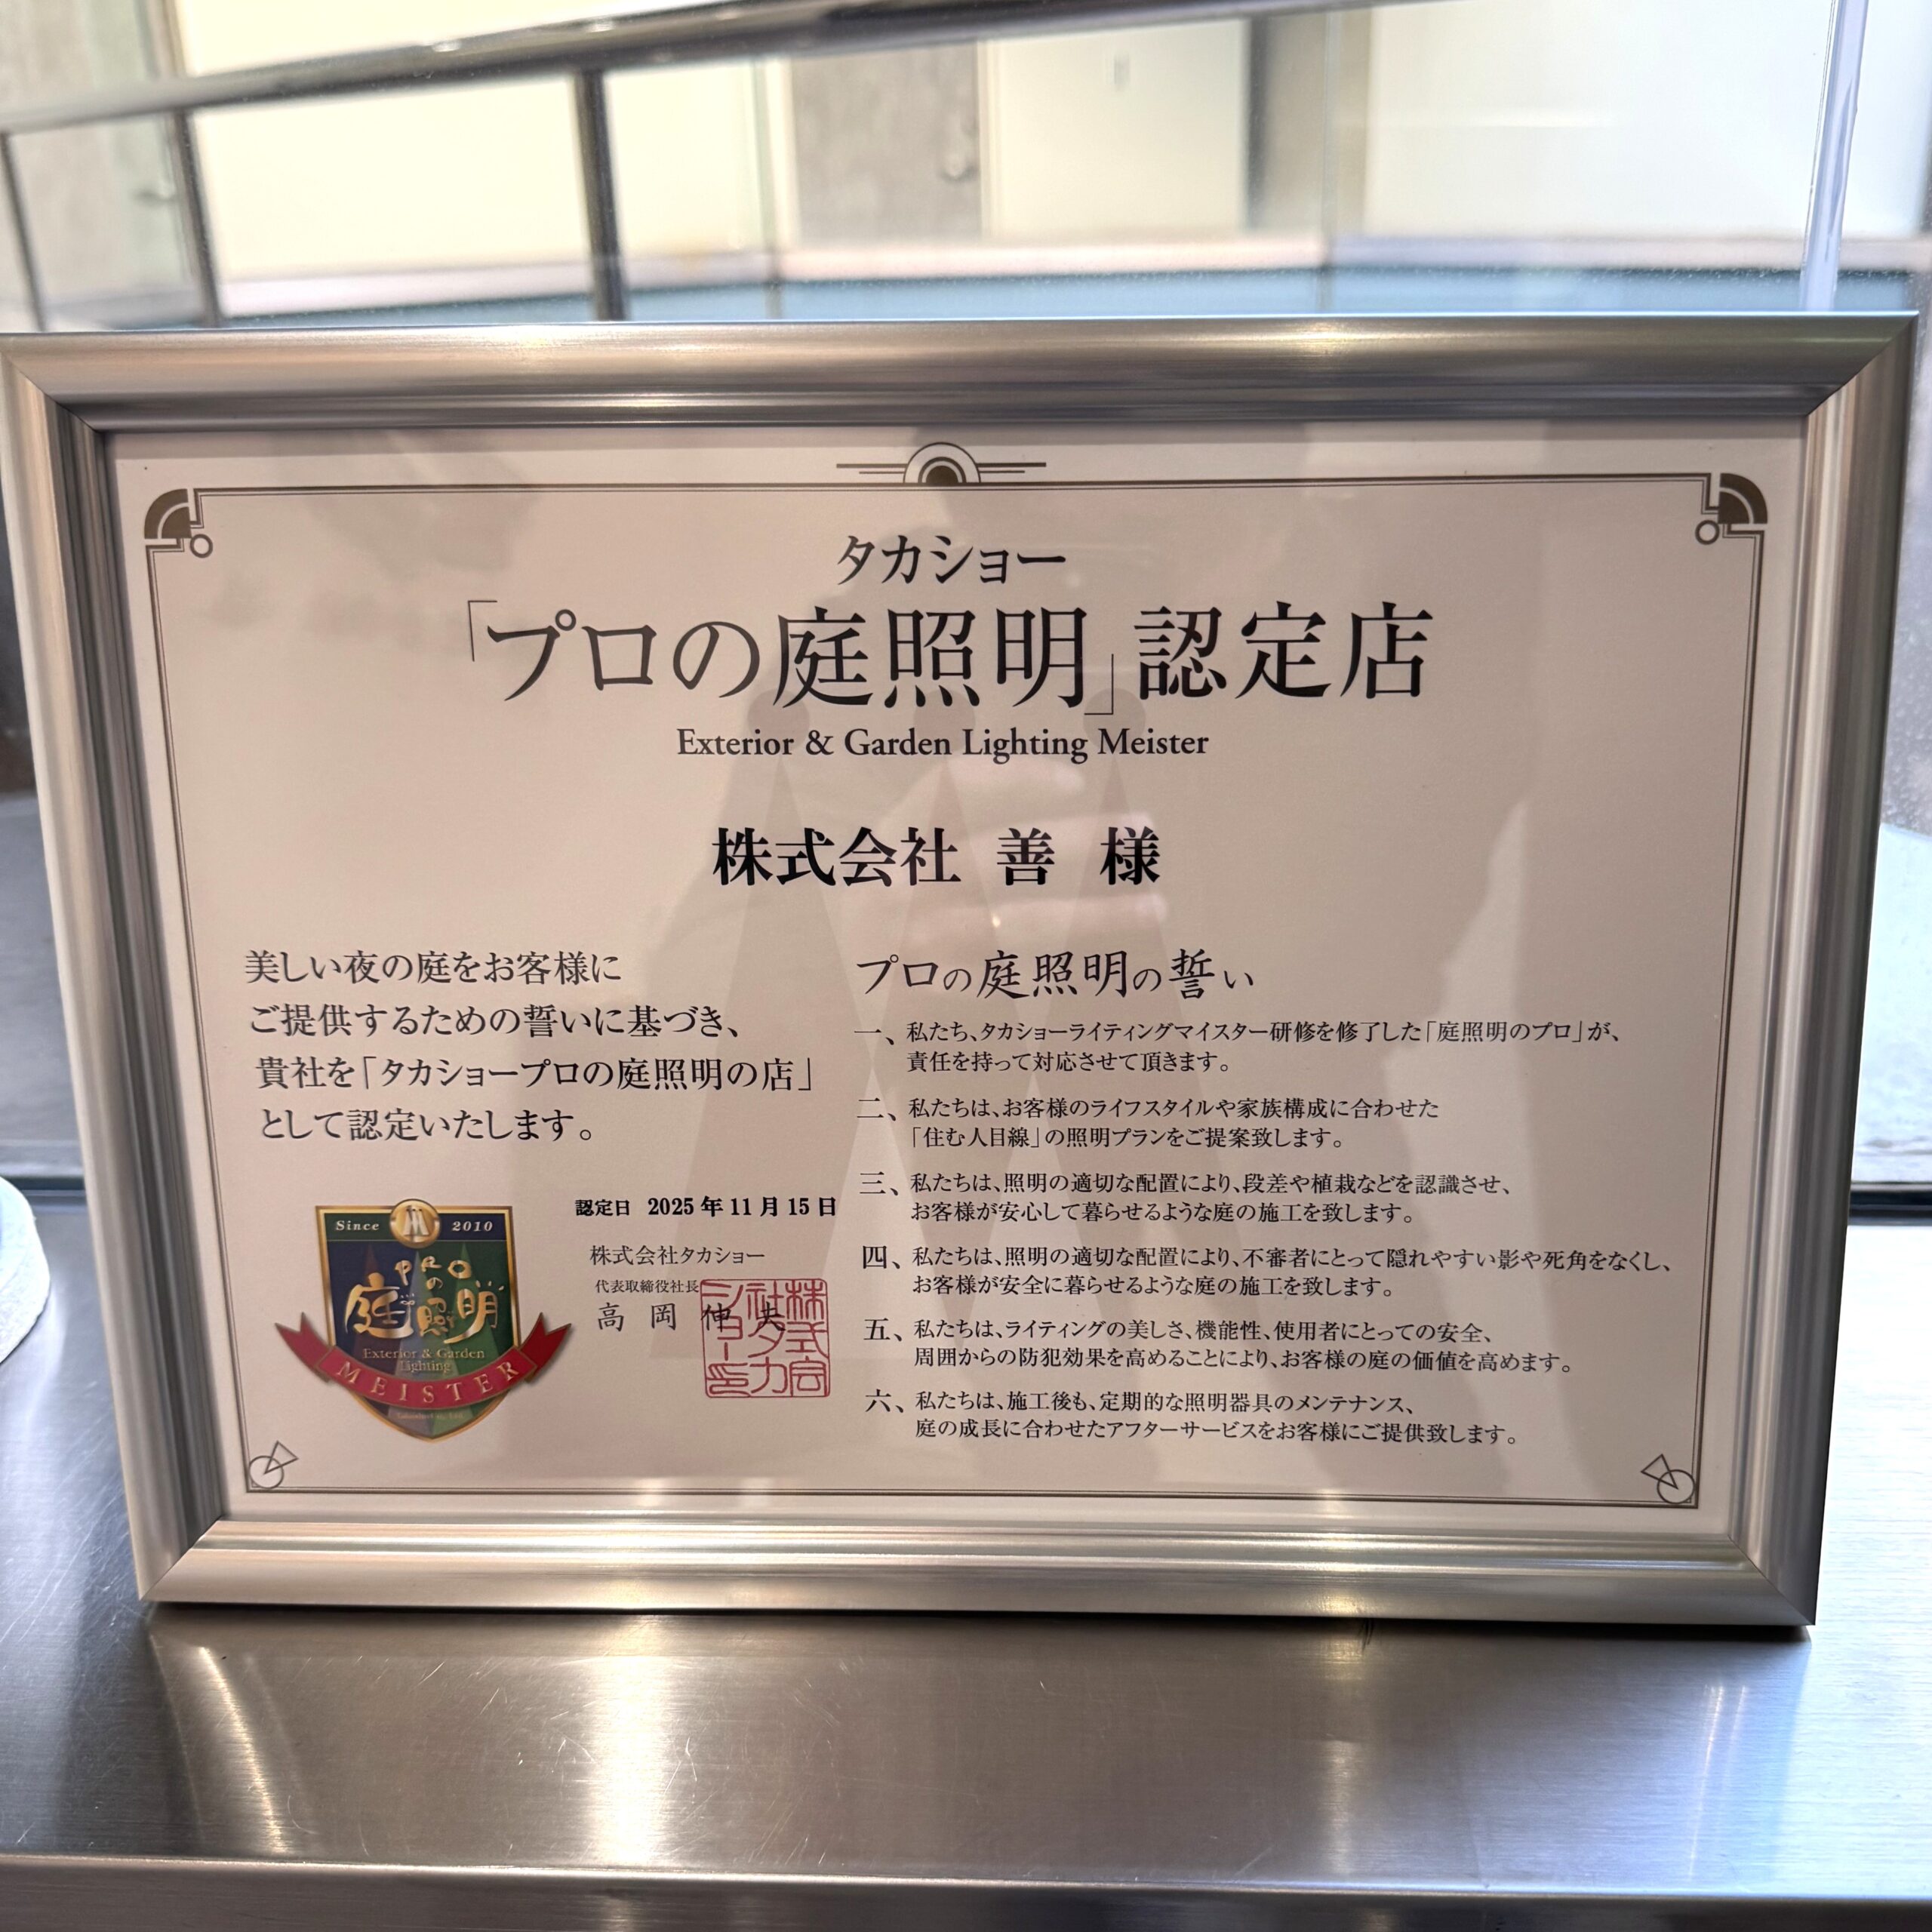 タカショー
「プロの庭照明」認定店
Exterior & Garden Lighting Meister
株式会社 善 様
美しい夜の庭をお客様に
ご提供するための誓いに基づき、
貴社を「タカショープロの庭照明の店」
として認定いたします。
認定日 2025年11月15日
株式会社タカショー
代表取締役社長
高岡伸夫
株式会社タカショー印
Since 2010
PROの
庭照明
Exterior & Garden
Lighting
MEISTER
プロの庭照明の誓い
一、私たち、タカショーライティングマイスター研修を修了した「庭照明のプロ」が、
責任を持って対応させて頂きます。
二、私たちは、お客様のライフスタイルや家族構成に合わせた
「住む人目線」の照明プランをご提案致します。
三、私たちは、照明の適切な配置により、段差や植栽などを認識させ、
お客様が安心して暮らせるような庭の施工を致します。
四、私たちは、照明の適切な配置により、不審者にとって隠れやすい影や死角をなくし、
お客様が安全に暮らせるような庭の施工を致します。
五、私たちは、ライティングの美しさ、機能性、使用者にとっての安全、
周囲からの防犯効果を高めることにより、お客様の庭の価値を高めます。
六、私たちは、施工後も、定期的な照明器具のメンテナンス、
庭の成長に合わせたアフターサービスをお客様にご提供致します。